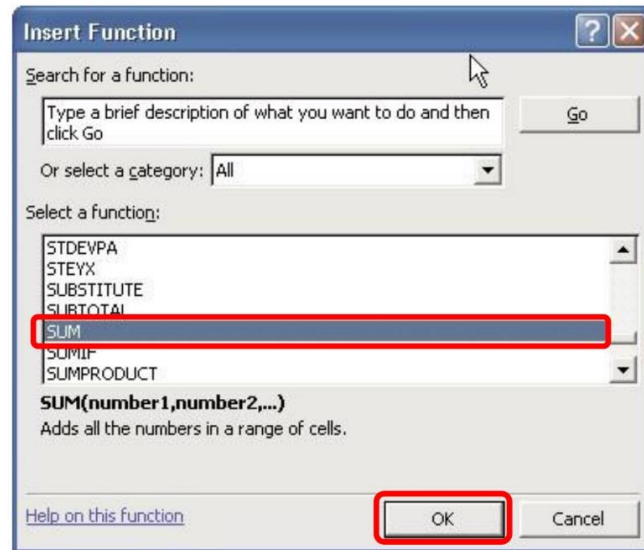 Insert Function
Search for a function:
Type a brief description of what you want to do and then
click Go
Go
Or select a category: All
Select a function:
STDEVPA
STEYX
SUBSTITUTE
SUBTOTAL
SUM
SUMIF
SUMPRODUCT
SUM(number1,number2,...)
Adds all the numbers in a range of cells.
Help on this function
OK
Cancel